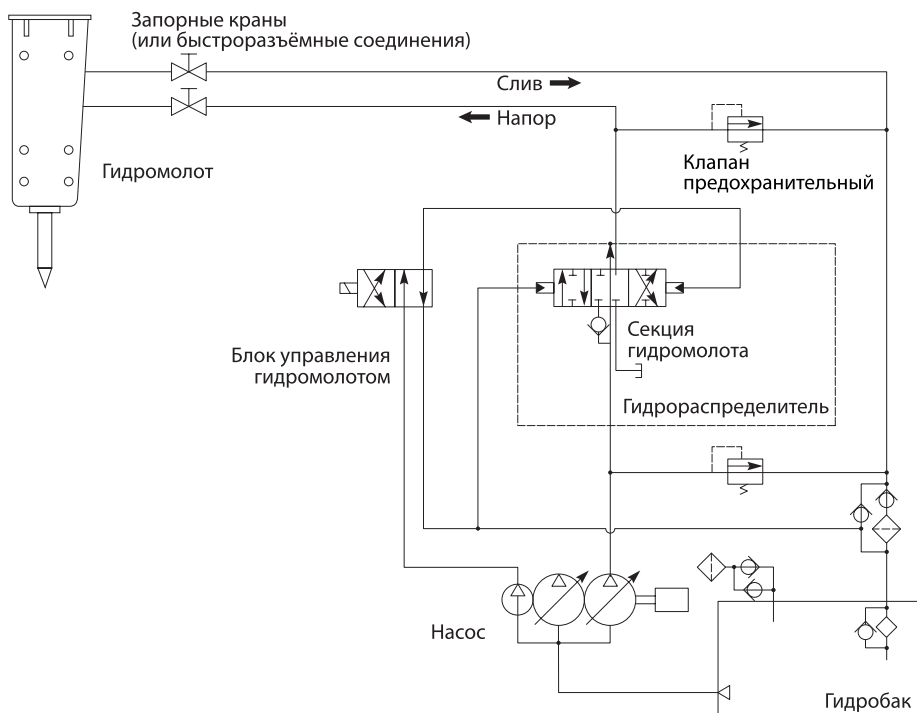 Запорные краны
(или быстроразъёмные соединения)
Слив
Напор
Клапан
предохранительный
Гидромолот
Секция
гидромолота
Блок управления
гидромолотом
Гидрораспределитель
Насос
Гидробак